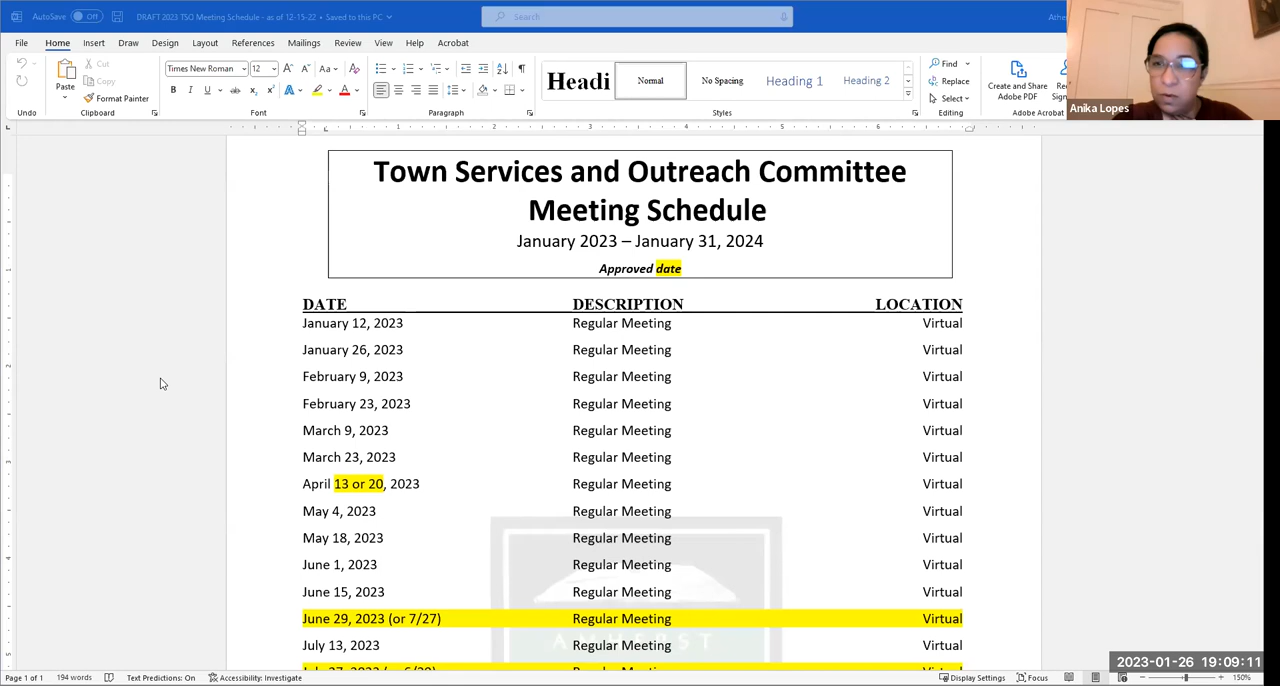 AutoSave Off DRAFT 2023 TSO Meeting Schedule - as of 12-15-22 • Saved to this PC Search Athe
File Home Insert Draw Design Layout References Mailings Review View Help Acrobat
Paste Cut Copy Format Painter
Times New Roman 12
Headi Normal No Spacing Heading 1 Heading 2
Find Replace Select
Create and Share Adobe PDF
Undo Clipboard Font Paragraph Styles Editing Adobe Acrobat
Anika Lopes
Town Services and Outreach Committee
Meeting Schedule
January 2023 – January 31, 2024
Approved date
DATE DESCRIPTION LOCATION
January 12, 2023 Regular Meeting Virtual
January 26, 2023 Regular Meeting Virtual
February 9, 2023 Regular Meeting Virtual
February 23, 2023 Regular Meeting Virtual
March 9, 2023 Regular Meeting Virtual
March 23, 2023 Regular Meeting Virtual
April 13 or 20, 2023 Regular Meeting Virtual
May 4, 2023 Regular Meeting Virtual
May 18, 2023 Regular Meeting Virtual
June 1, 2023 Regular Meeting Virtual
June 15, 2023 Regular Meeting Virtual
June 29, 2023 (or 7/27) Regular Meeting Virtual
AMHERST
July 13, 2023 Regular Meeting Virtual
2023-01-26 19:09:11
Page 1 of 1 194 words Text Predictions: On Accessibility: Investigate Display Settings Focus 150%